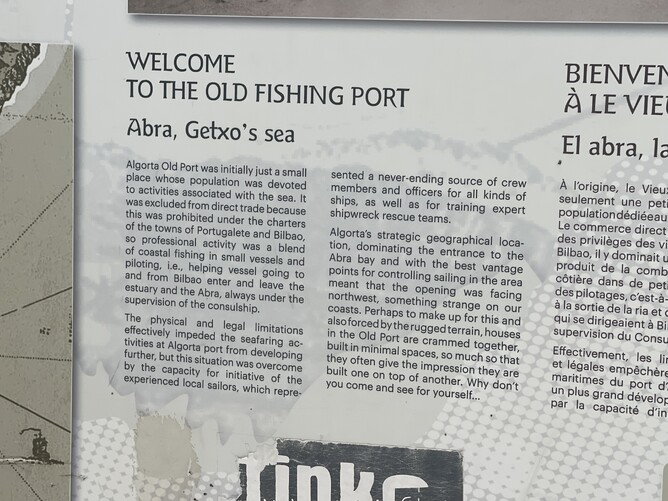 WELCOME
TO THE OLD FISHING PORT
Abra, Getxo's sea
Algorta Old Port was initially just a small
place whose population was devoted
to activities associated with the sea. It
was excluded from direct trade because
this was prohibited under the charters
of the towns of Portugalete and Bilbao,
so professional activity was a blend
of coastal fishing in small vessels and
piloting, i.e., helping vessel going to
and from Bilbao enter and leave the
estuary and the Abra, always under the
supervision of the consulship.
The physical and legal limitations
effectively impeded the seafaring ac-
tivities at Algorta port from developing
further, but this situation was overcome
by the capacity for initiative of the
experienced local sailors, which repre-
sented a never-ending source of crew
members and officers for all kinds of
ships, as well as for training expert
shipwreck rescue teams.
Algorta's strategic geographical loca-
tion, dominating the entrance to the
Abra bay and with the best vantage
points for controlling sailing in the area
meant that the opening was facing
northwest, something strange on our
coasts. Perhaps to make up for this and
also forced by the rugged terrain, houses
in the Old Port are crammed together,
built in minimal spaces, so much so that
they often give the impression they are
built one on top of another. Why don't
you come and see for yourself...
BIENVEN
À LE VIEU
El abra, la
À l'origine, le Vieux
seulement une peti
population dédiée au
Le commerce direct
des privilèges des vi
Bilbao, il y dominait u
produit de la comb
côtière dans de peti
des pilotages, c'est-à
à la sortie de la ria et d
qui se dirigeaient à Bi
supervision du Consu
Effectivement, les lim
et légales empêchère
maritimes du port d'
un plus grand dévelop
par la capacité d'in